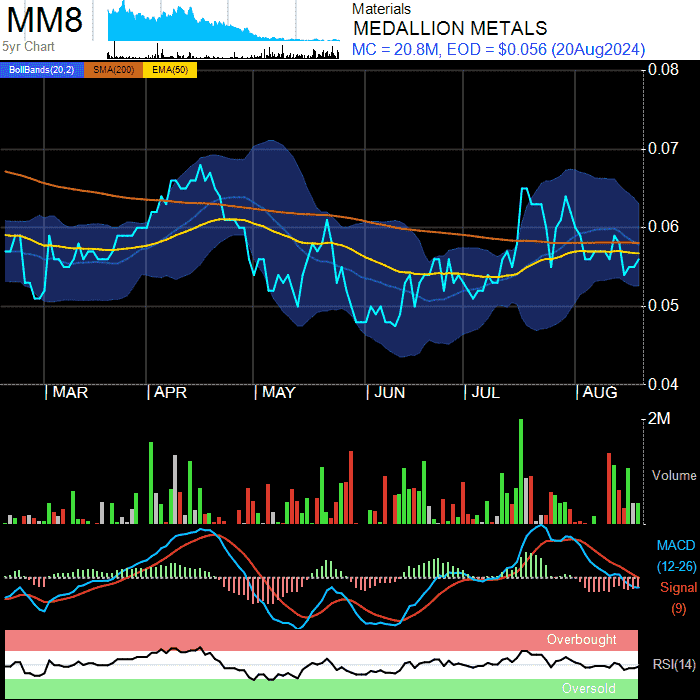 MM8
5yr Chart
Materials
MEDALLION METALS
MC = 20.8M, EOD = $0.056 (20Aug2024)
BollBands(20,2) SMA(200) EMA(50)
0.08
0.07
0.06
0.05
0.04
MAR APR MAY JUN JUL AUG
2M
Volume
MACD
(12-26)
Signal
(9)
Overbought
RSI(14)
Oversold